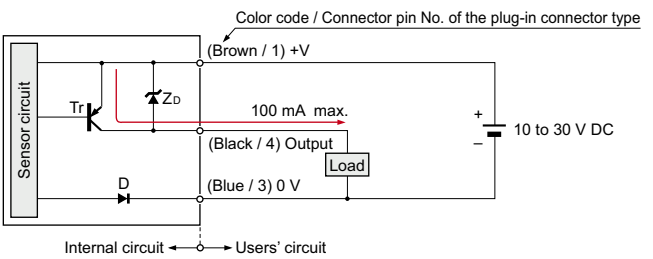 Color code / Connector pin No. of the plug-in connector type
(Brown / 1) +V
Sensor circuit
Tr
ZD
100 mA max.
(Black / 4) Output
Load
+
–
10 to 30 V DC
D
(Blue / 3) 0 V
Internal circuit
Users' circuit